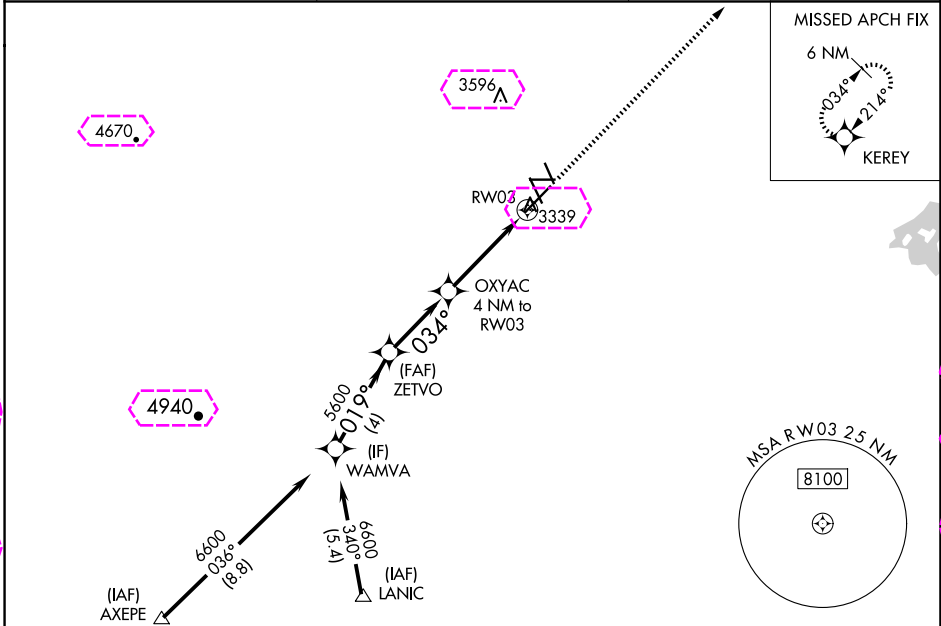 MISSED APCH FIX
6 NM
034°
214°
KEREY
3596
4670
RW03
3339
OXYAC
4 NM to
RW03
034°
(FAF)
ZETVO
4940
5600
019°
(4)
(IF)
WAMVA
MSA RW03 25 NM
8100
6600
036°
(8.8)
6600
340°
(5.4)
(IAF)
AXEPE
(IAF)
LANIC